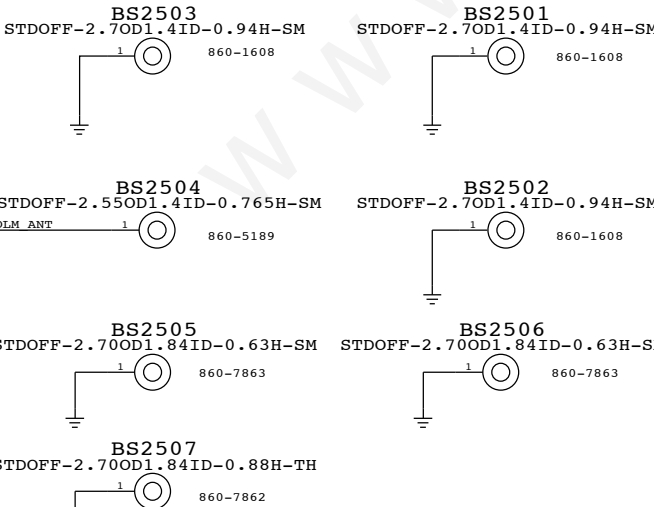 BS2503
STDOFF-2.7OD1.4ID-0.94H-SM
1
860-1608
BS2501
STDOFF-2.7OD1.4ID-0.94H-SM
1
860-1608
BS2504
STDOFF-2.55OD1.4ID-0.765H-SM
OLM_ANT
1
860-5189
BS2502
STDOFF-2.7OD1.4ID-0.94H-SM
1
860-1608
BS2505
STDOFF-2.70OD1.84ID-0.63H-SM
1
860-7863
BS2506
STDOFF-2.70OD1.84ID-0.63H-S
1
860-7863
BS2507
STDOFF-2.70OD1.84ID-0.88H-TH
1
860-7862
w w